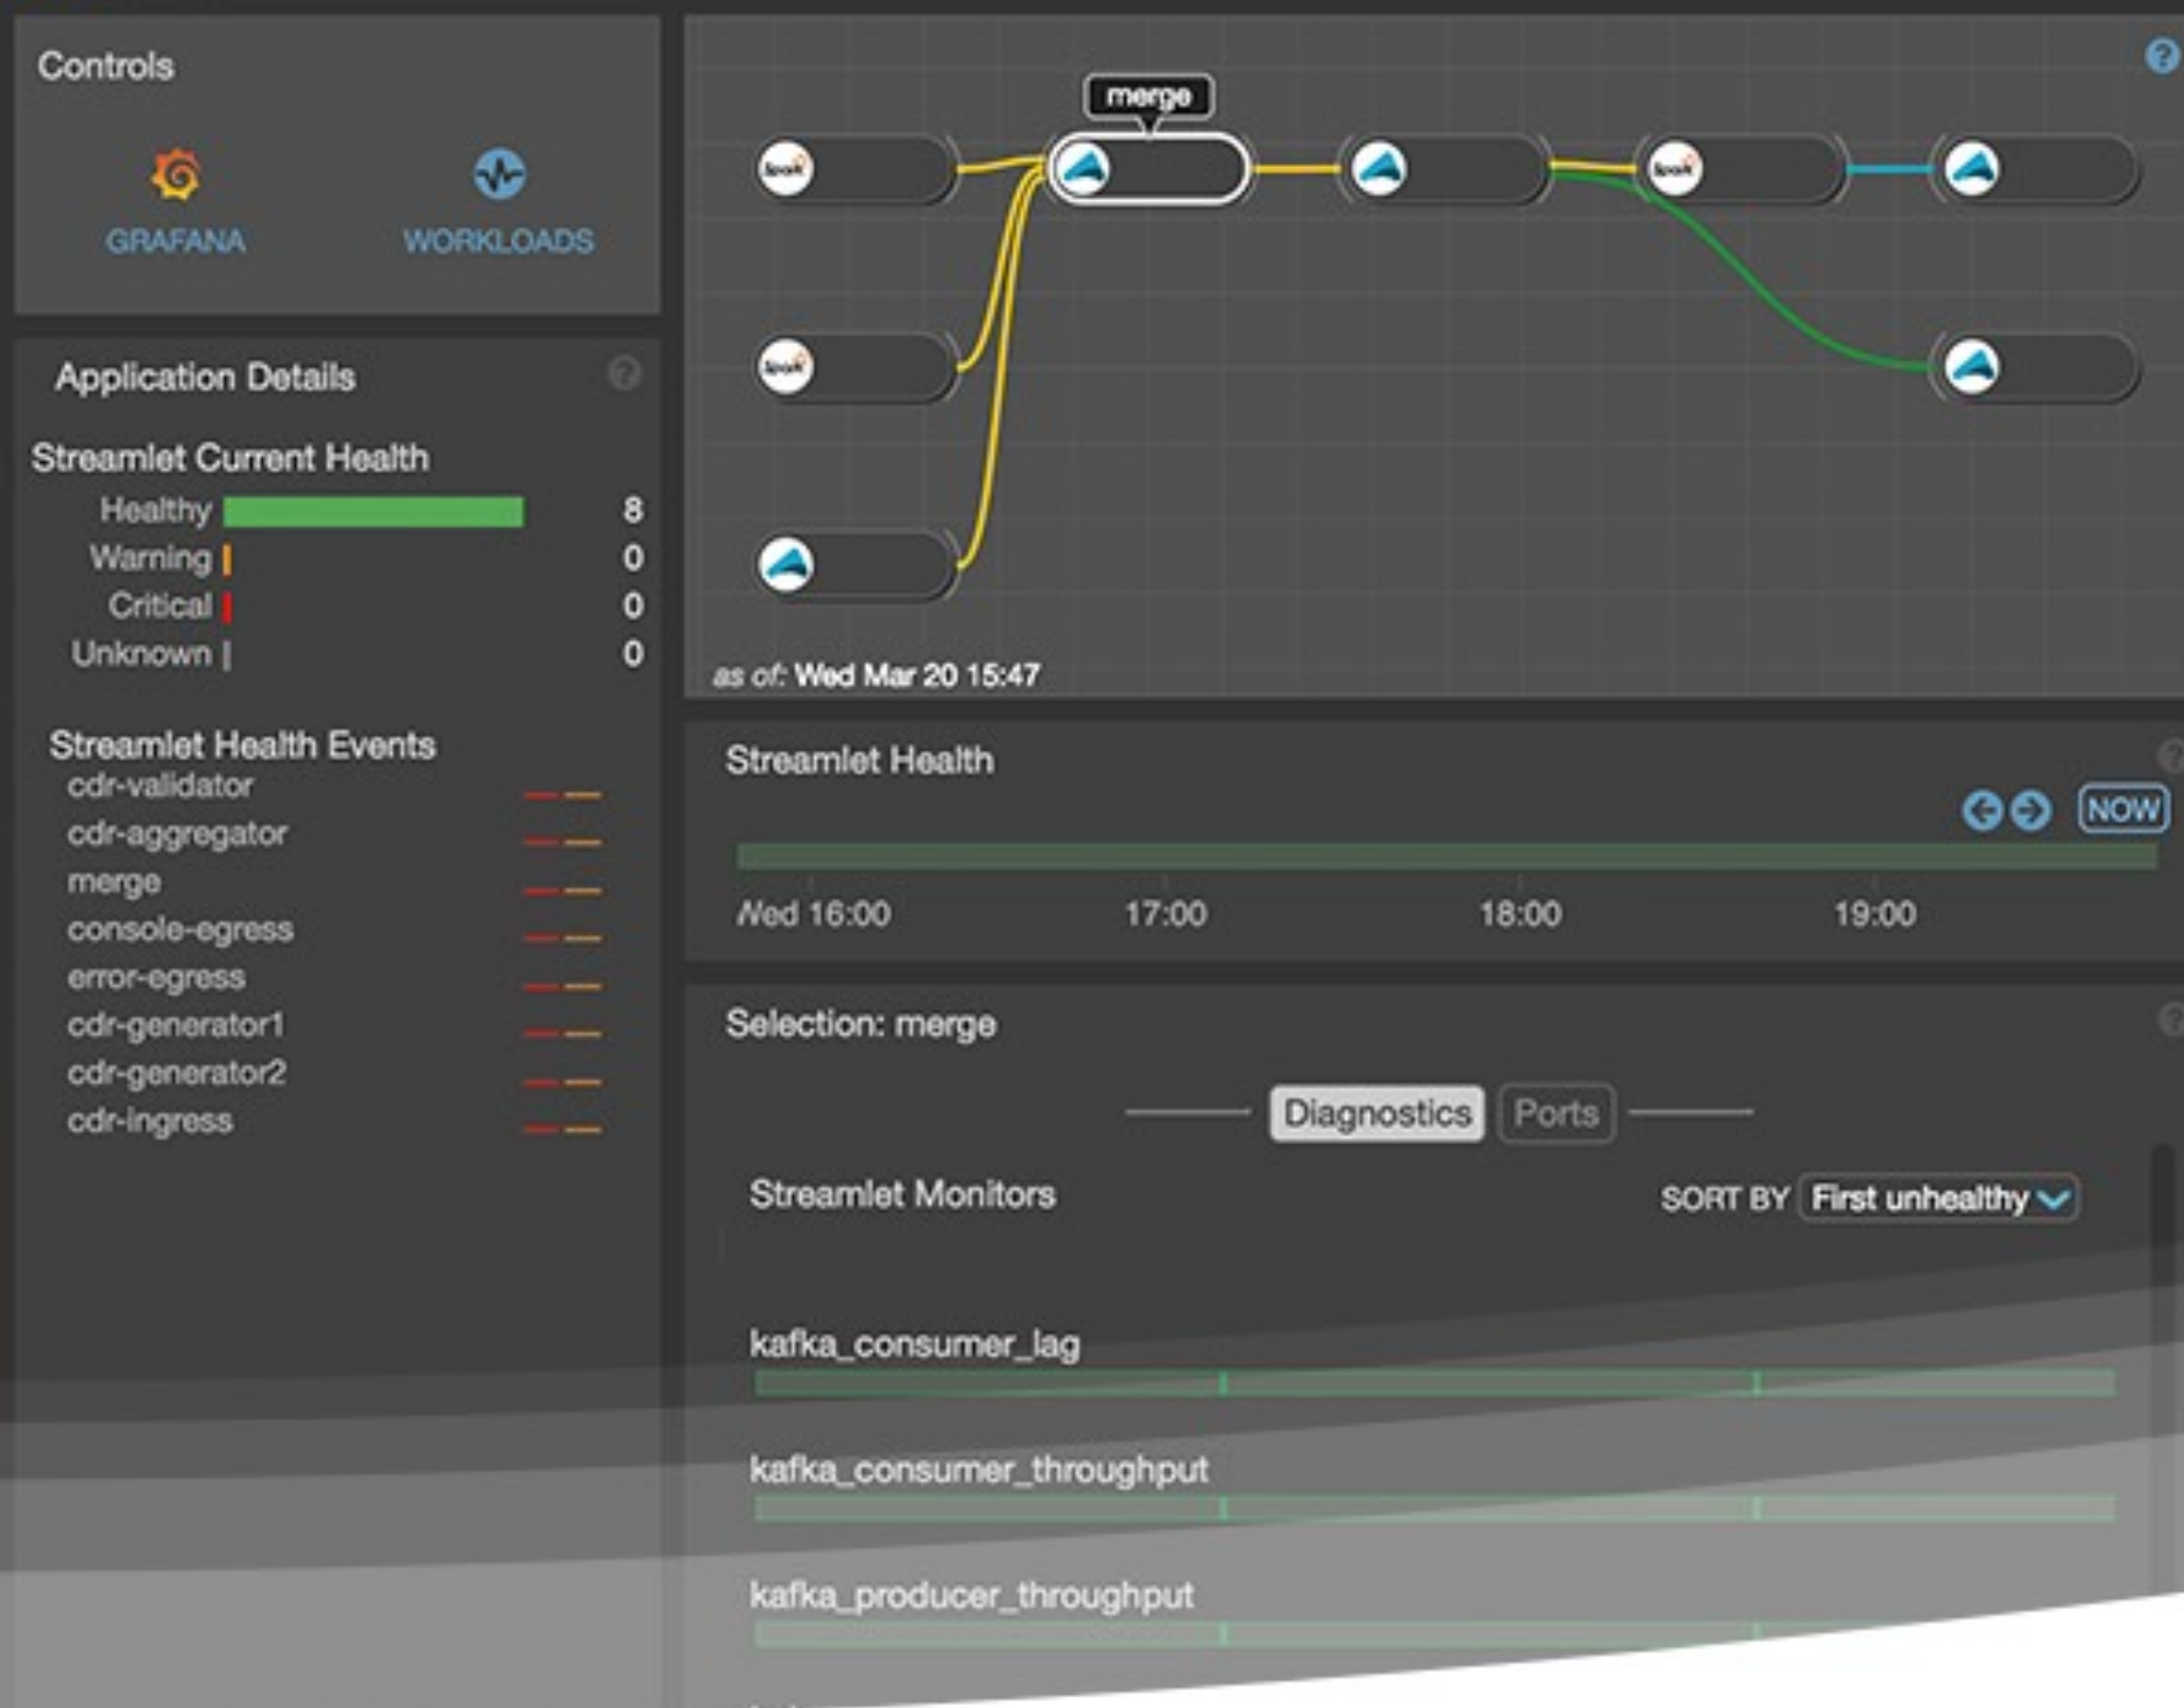 Controls
GRAFANA
WORKLOADS
Application Details
?
Streamlet Current Health
Healthy 8
Warning 0
Critical 0
Unknown 0
Streamlet Health Events
cdr-validator
cdr-aggregator
merge
console-egress
error-egress
cdr-generator1
cdr-generator2
cdr-ingress
?
merge
Spark
Spark
Spark
as of: Wed Mar 20 15:47
Streamlet Health
?
NOW
Wed 16:00 17:00 18:00 19:00
Selection: merge
?
Diagnostics Ports
Streamlet Monitors
SORT BY First unhealthy
kafka_consumer_lag
kafka_consumer_throughput
kafka_producer_throughput